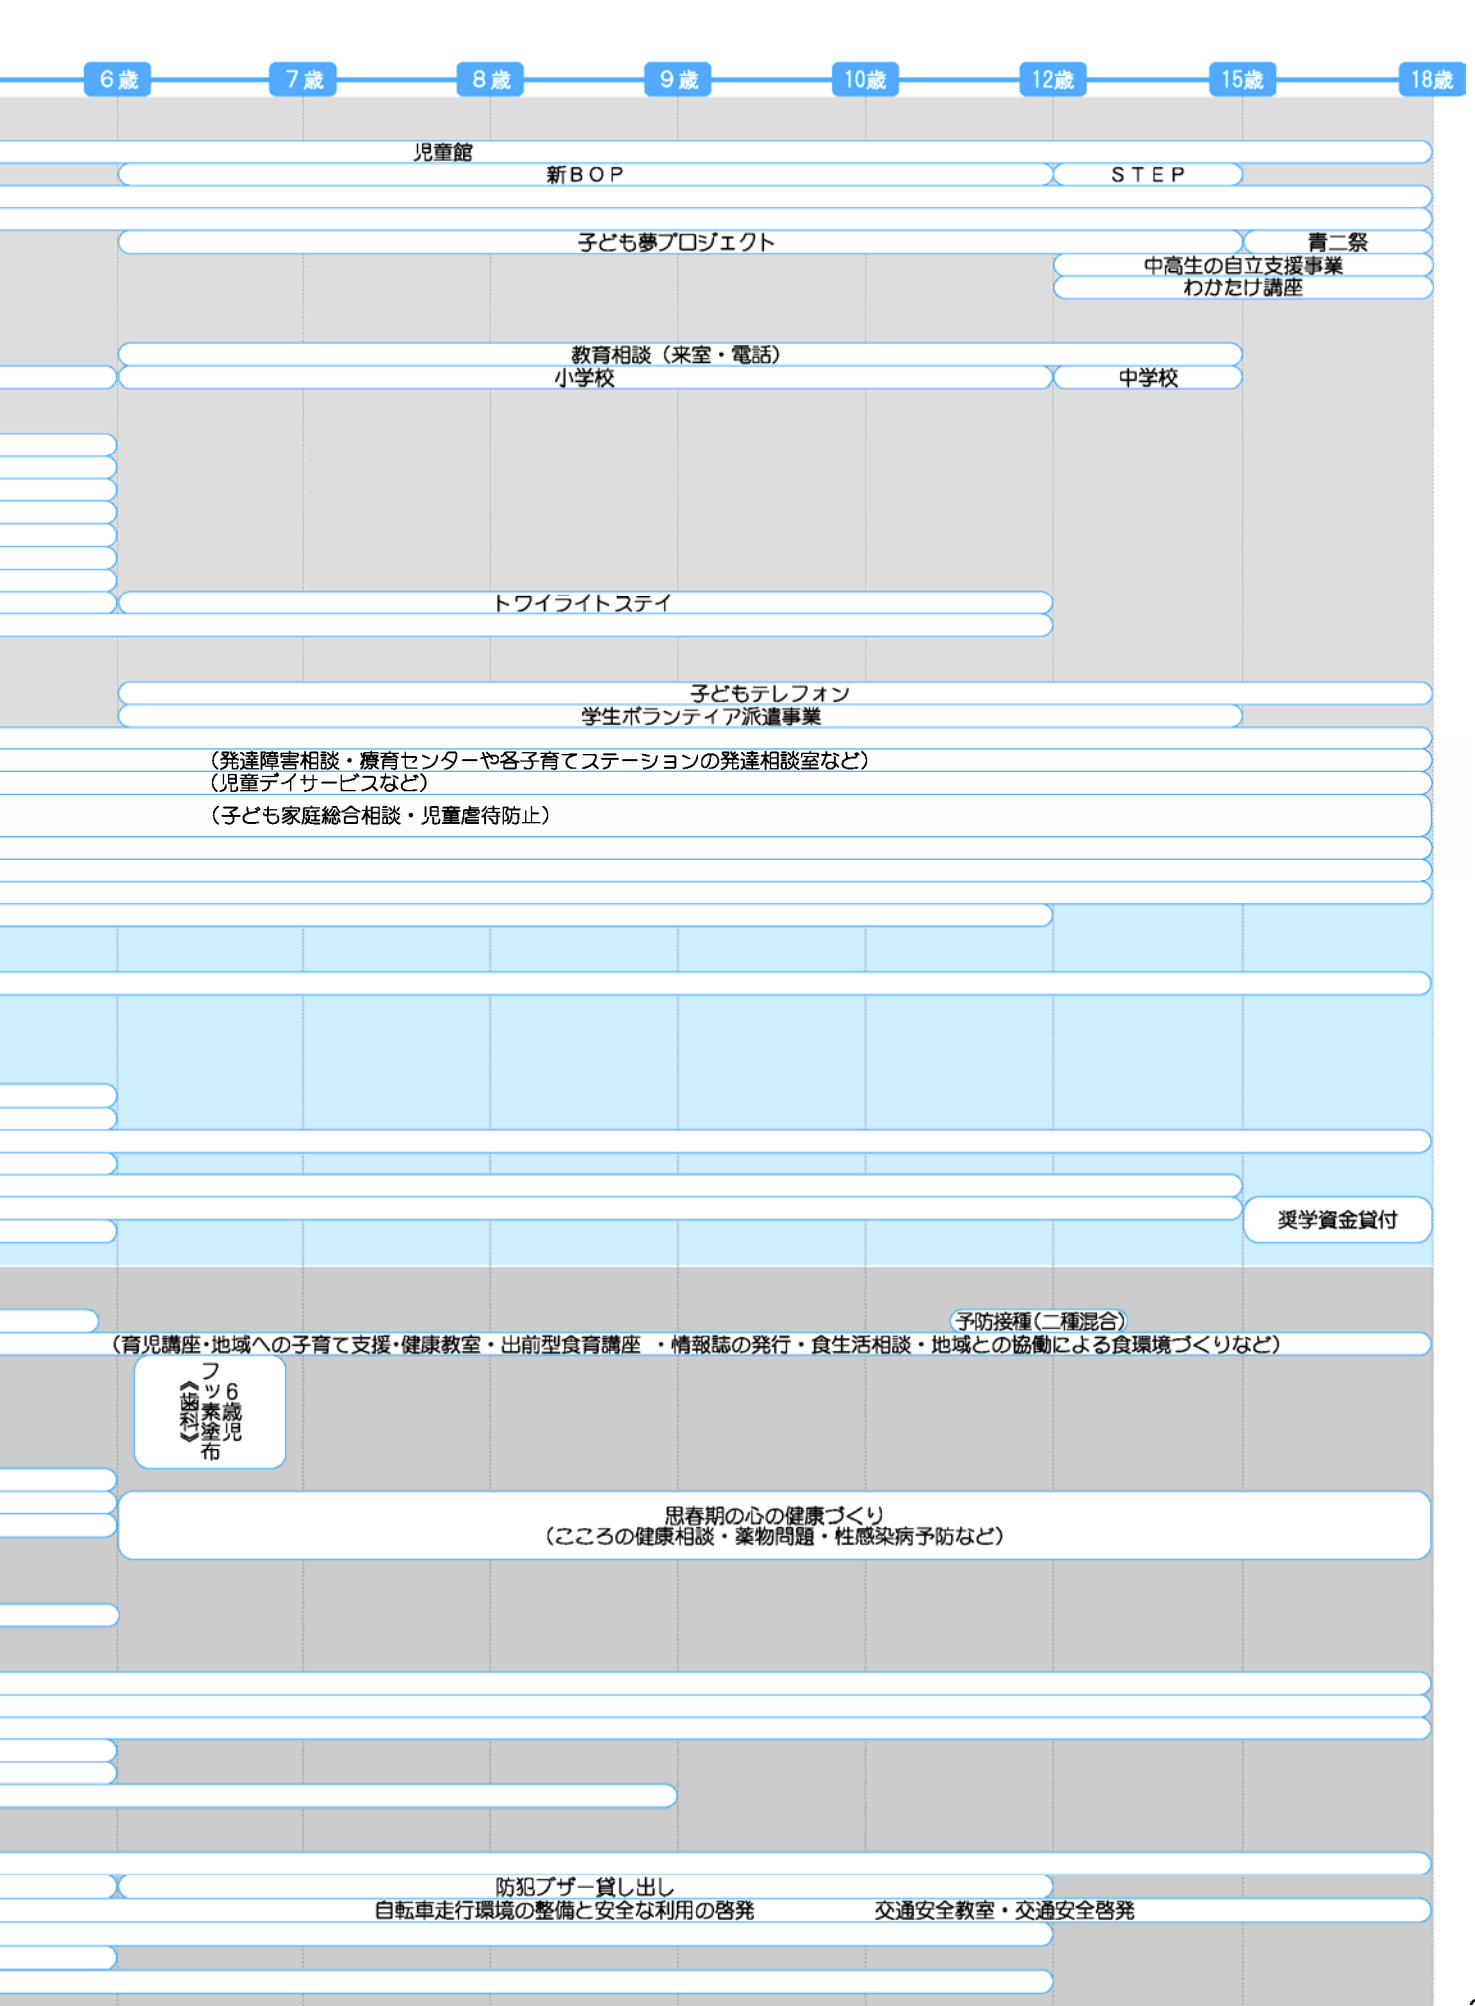 6歳 7歳 8歳 9歳 10歳 12歳 15歳 18歳
児童館
新ＢＯＰ ＳＴＥＰ
子ども夢プロジェクト 青二祭
中高生の自立支援事業
わかたけ講座
教育相談（来室・電話）
小学校 中学校
トワイライトステイ
子どもテレフォン
学生ボランティア派遣事業
（発達障害相談・療育センターや各子育てステーションの発達相談室など）
（児童デイサービスなど）
（子ども家庭総合相談・児童虐待防止）
奨学資金貸付
予防接種（二種混合）
（育児講座・地域への子育て支援・健康教室・出前型食育講座 ・情報誌の発行・食生活相談・地域との協働による食環境づくりなど）
6歳児
フッ素塗布
《歯科》
思春期の心の健康づくり
（こころの健康相談・薬物問題・性感染病予防など）
防犯ブザー貸し出し
自転車走行環境の整備と安全な利用の啓発 交通安全教室・交通安全啓発